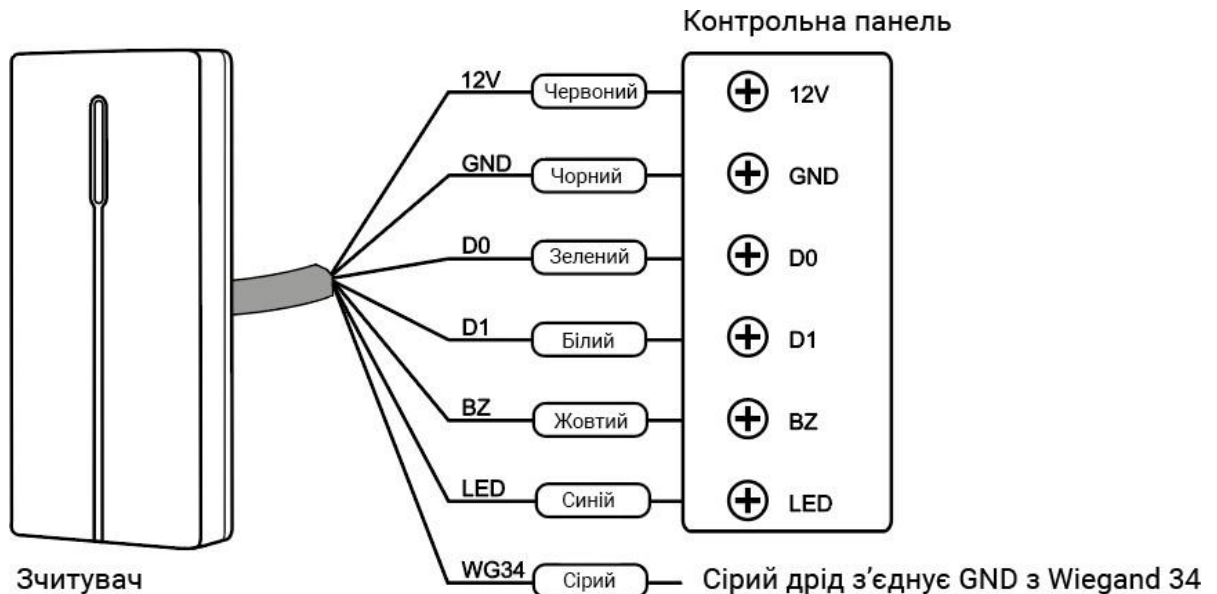 Контрольна панель
12V Червоний 12V
GND Чорний GND
D0 Зелений D0
D1 Білий D1
BZ Жовтий BZ
LED Синій LED
WG34 Сірий Сірий дрід з’єднує GND з Wiegand 34
Зчитувач